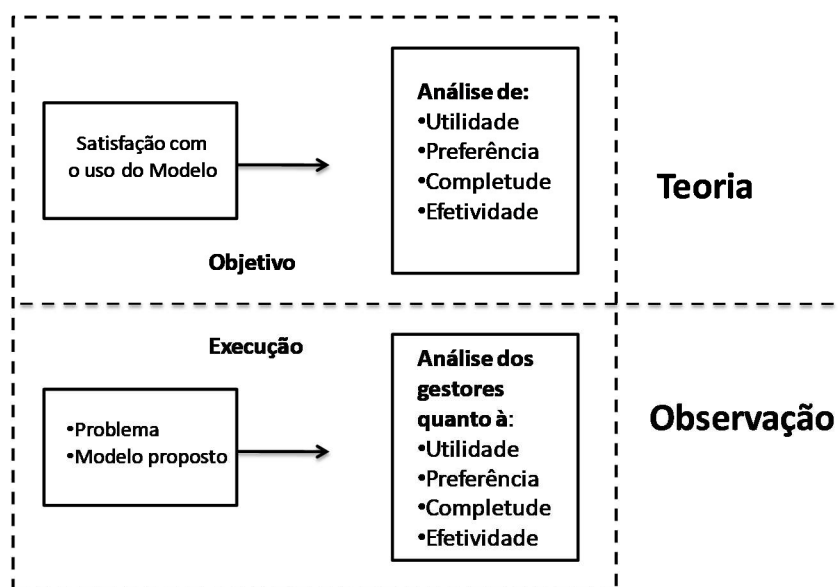 Satisfação com
o uso do Modelo
Análise de:
•Utilidade
•Preferência
•Completude
•Efetividade
Teoria
Objetivo
Execução
•Problema
•Modelo proposto
Análise dos
gestores
quanto à:
•Utilidade
•Preferência
•Completude
•Efetividade
Observação